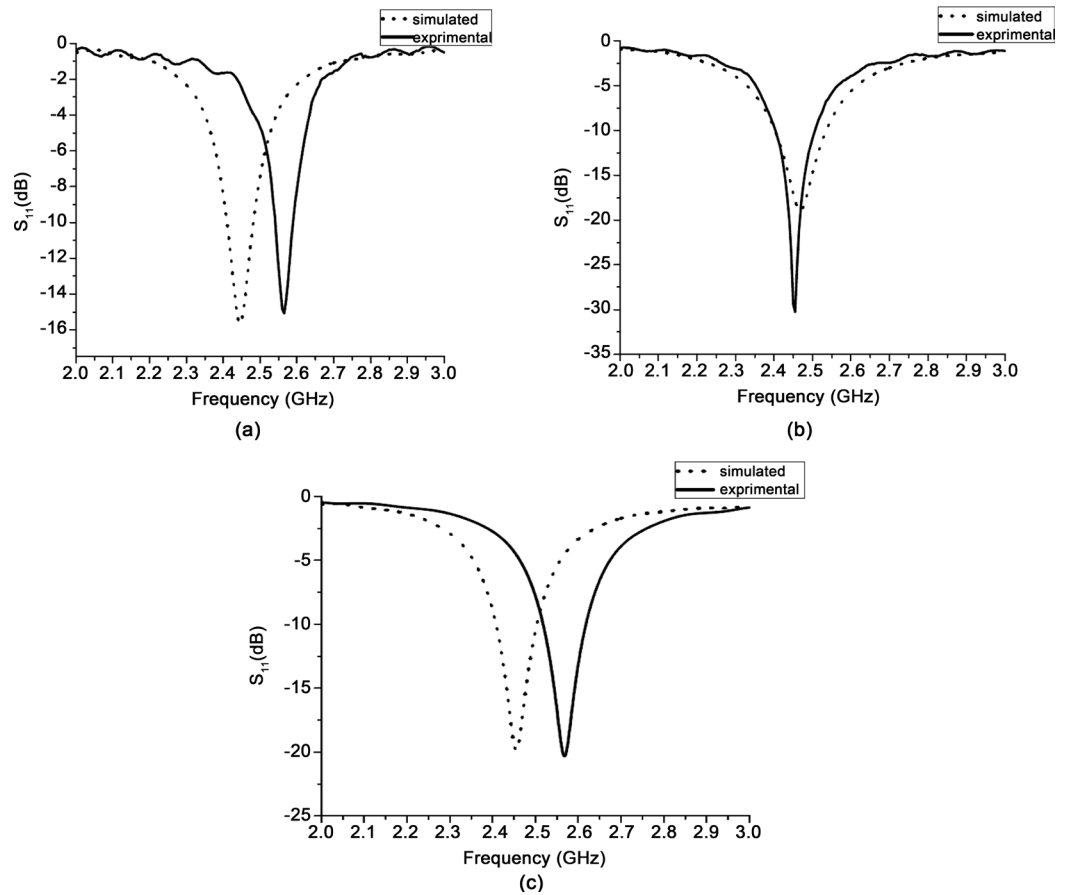 simulated
exprimental
0
-2
-4
-6
-8
-10
-12
-14
-16
S11(dB)
2.0 2.1 2.2 2.3 2.4 2.5 2.6 2.7 2.8 2.9 3.0
Frequency (GHz)
(a)
simulated
exprimental
0
-5
-10
-15
-20
-25
-30
-35
S11(dB)
2.0 2.1 2.2 2.3 2.4 2.5 2.6 2.7 2.8 2.9 3.0
Frequency (GHz)
(b)
simulated
exprimental
0
-5
-10
-15
-20
-25
S11(dB)
2.0 2.1 2.2 2.3 2.4 2.5 2.6 2.7 2.8 2.9 3.0
Frequency (GHz)
(c)